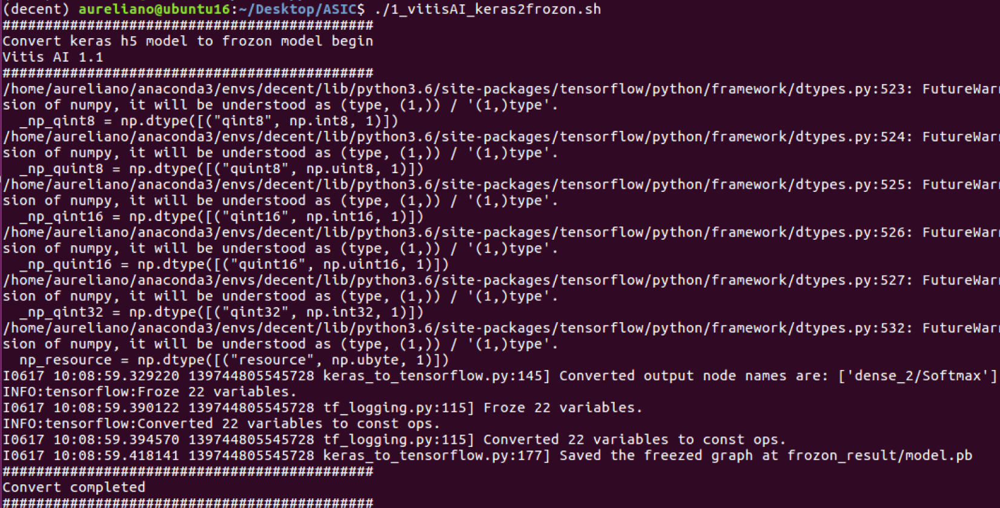 (decent) aureliano@ubuntu16:~/Desktop/ASIC$ ./1_vitisAI_keras2frozon.sh
############################################
Convert keras h5 model to frozon model begin
Vitis AI 1.1
############################################
/home/aureliano/anaconda3/envs/decent/lib/python3.6/site-packages/tensorflow/python/framework/dtypes.py:523: FutureWar
sion of numpy, it will be understood as (type, (1,)) / '(1,)type'.
  _np_qint8 = np.dtype([("qint8", np.int8, 1)])
/home/aureliano/anaconda3/envs/decent/lib/python3.6/site-packages/tensorflow/python/framework/dtypes.py:524: FutureWar
sion of numpy, it will be understood as (type, (1,)) / '(1,)type'.
  _np_quint8 = np.dtype([("quint8", np.uint8, 1)])
/home/aureliano/anaconda3/envs/decent/lib/python3.6/site-packages/tensorflow/python/framework/dtypes.py:525: FutureWar
sion of numpy, it will be understood as (type, (1,)) / '(1,)type'.
  _np_qint16 = np.dtype([("qint16", np.int16, 1)])
/home/aureliano/anaconda3/envs/decent/lib/python3.6/site-packages/tensorflow/python/framework/dtypes.py:526: FutureWar
sion of numpy, it will be understood as (type, (1,)) / '(1,)type'.
  _np_quint16 = np.dtype([("quint16", np.uint16, 1)])
/home/aureliano/anaconda3/envs/decent/lib/python3.6/site-packages/tensorflow/python/framework/dtypes.py:527: FutureWar
sion of numpy, it will be understood as (type, (1,)) / '(1,)type'.
  _np_qint32 = np.dtype([("qint32", np.int32, 1)])
/home/aureliano/anaconda3/envs/decent/lib/python3.6/site-packages/tensorflow/python/framework/dtypes.py:532: FutureWar
sion of numpy, it will be understood as (type, (1,)) / '(1,)type'.
  np_resource = np.dtype([("resource", np.ubyte, 1)])
I0617 10:08:59.329220 139744805545728 keras_to_tensorflow.py:145] Converted output node names are: ['dense_2/Softmax']
INFO:tensorflow:Froze 22 variables.
I0617 10:08:59.390122 139744805545728 tf_logging.py:115] Froze 22 variables.
INFO:tensorflow:Converted 22 variables to const ops.
I0617 10:08:59.394570 139744805545728 tf_logging.py:115] Converted 22 variables to const ops.
I0617 10:08:59.418141 139744805545728 keras_to_tensorflow.py:177] Saved the freezed graph at frozon_result/model.pb
############################################
Convert completed
############################################